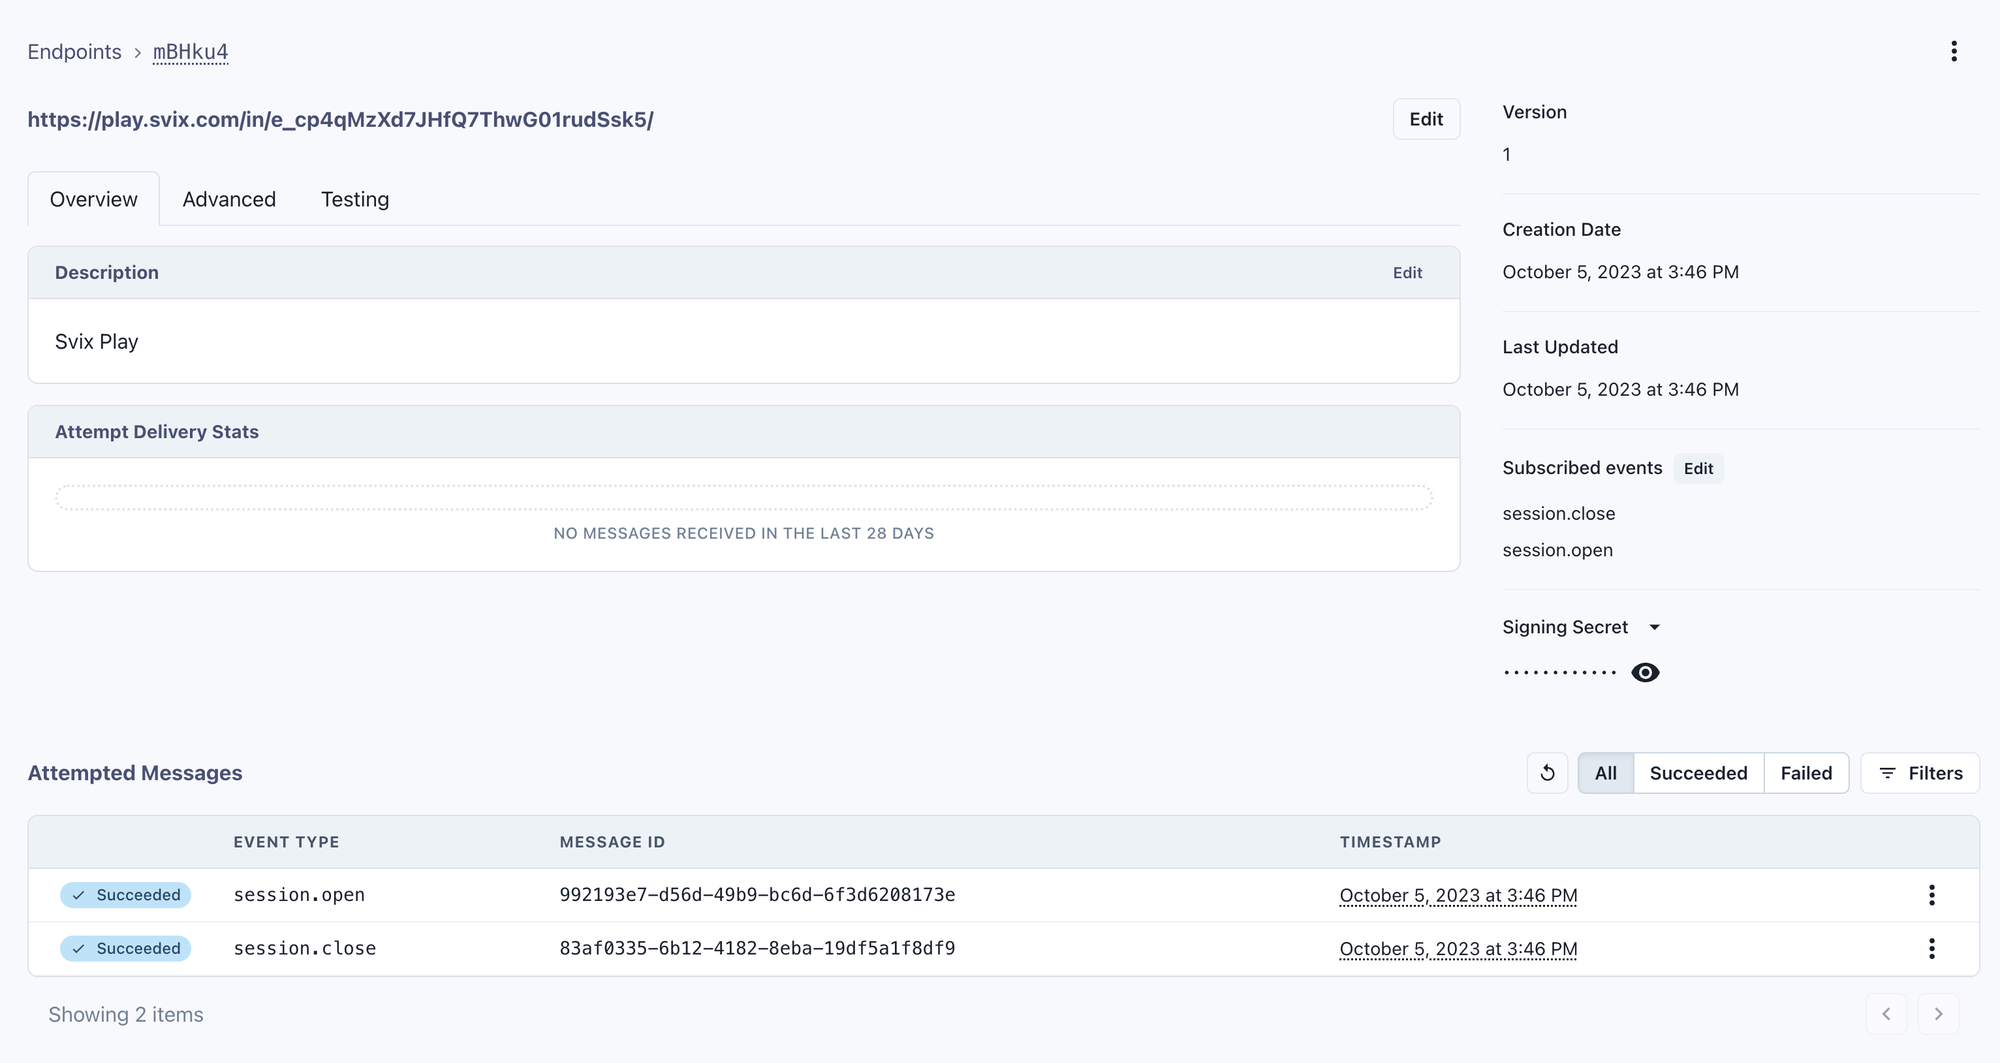 Endpoints > mBHku4
https://play.svix.com/in/e_cp4qMzXd7JHfQ7ThwG01rudSsk5/
Edit
Overview Advanced Testing
Description Edit
Svix Play
Attempt Delivery Stats
NO MESSAGES RECEIVED IN THE LAST 28 DAYS
Version
1
Creation Date
October 5, 2023 at 3:46 PM
Last Updated
October 5, 2023 at 3:46 PM
Subscribed events Edit
session.close
session.open
Signing Secret
············
Attempted Messages All Succeeded Failed Filters
EVENT TYPE MESSAGE ID TIMESTAMP
Succeeded session.open 992193e7-d56d-49b9-bc6d-6f3d6208173e October 5, 2023 at 3:46 PM
Succeeded session.close 83af0335-6b12-4182-8eba-19df5a1f8df9 October 5, 2023 at 3:46 PM
Showing 2 items